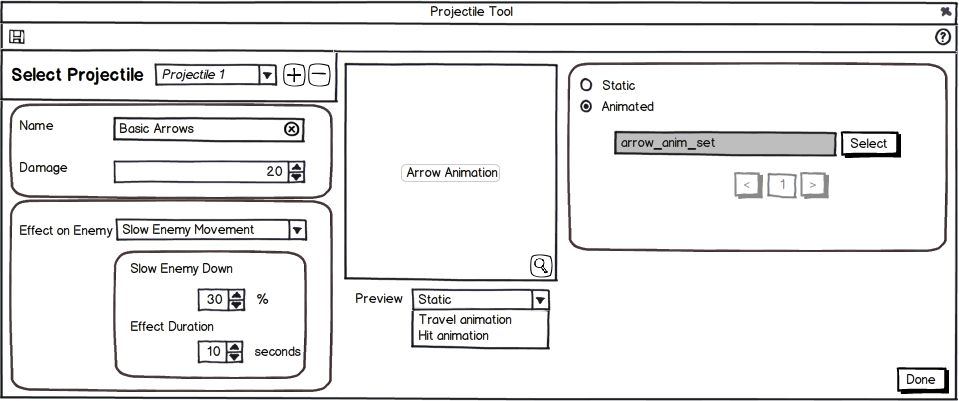 Projectile Tool
Select Projectile
Projectile 1
Name
Basic Arrows
Damage
20
Effect on Enemy
Slow Enemy Movement
Slow Enemy Down
30 %
Effect Duration
10 seconds
Arrow Animation
Preview
Static
Travel animation
Hit animation
Static
Animated
arrow_anim_set
Select
< 1 >
Done